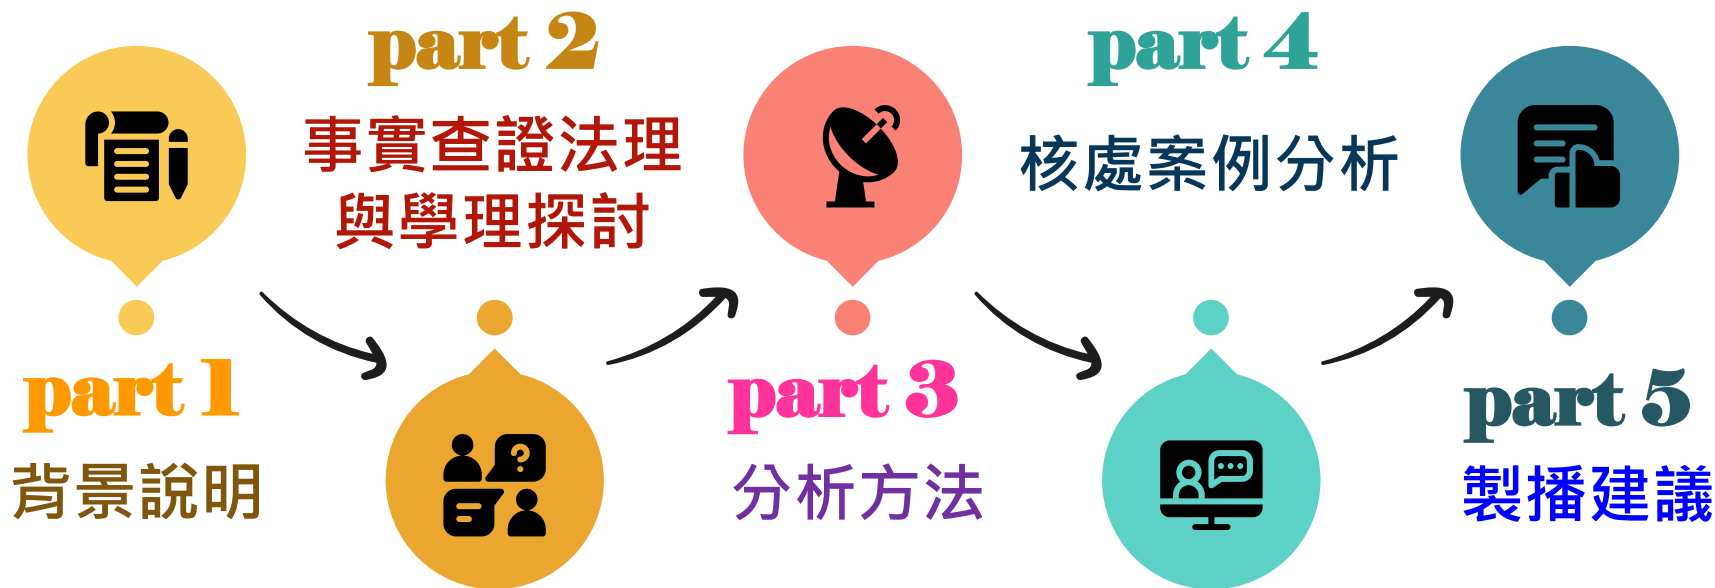 part 1
背景說明
part 2
事實查證法理
與學理探討
part 3
分析方法
part 4
核處案例分析
part 5
製播建議